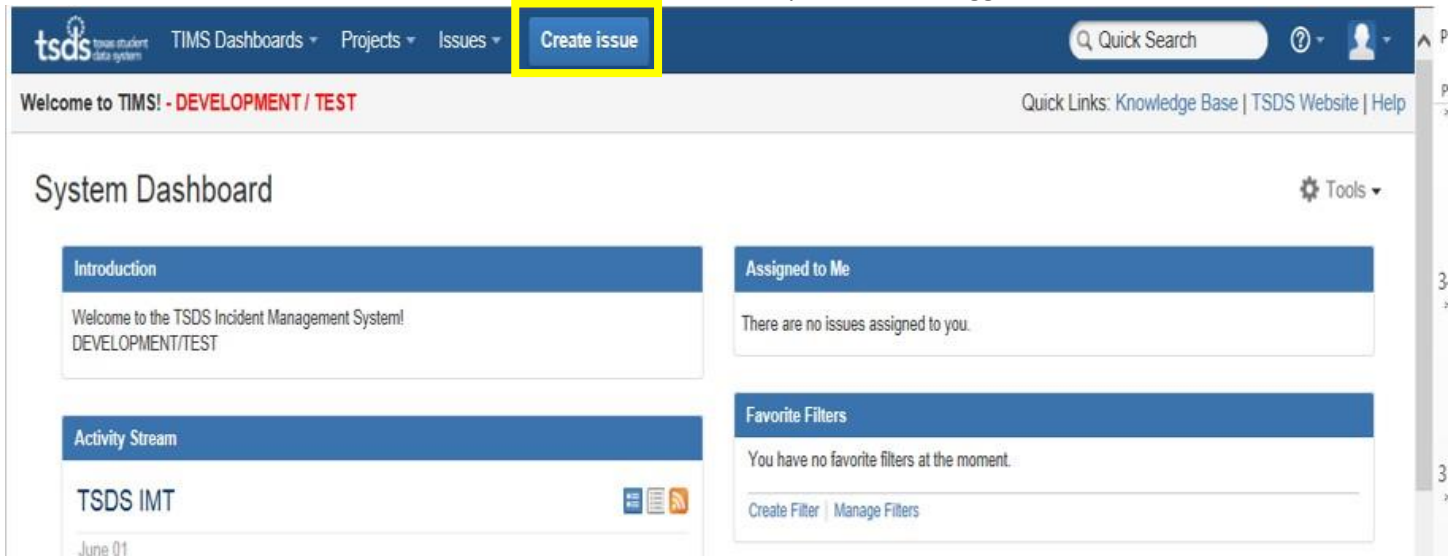 tsds texas student data system TIMS Dashboards Projects Issues Create issue Quick Search
Welcome to TIMS! - DEVELOPMENT / TEST Quick Links: Knowledge Base | TSDS Website | Help
System Dashboard Tools
Introduction
Welcome to the TSDS Incident Management System!
DEVELOPMENT/TEST
Assigned to Me
There are no issues assigned to you.
Activity Stream
TSDS IMT
June 01
Favorite Filters
You have no favorite filters at the moment.
Create Filter | Manage Filters